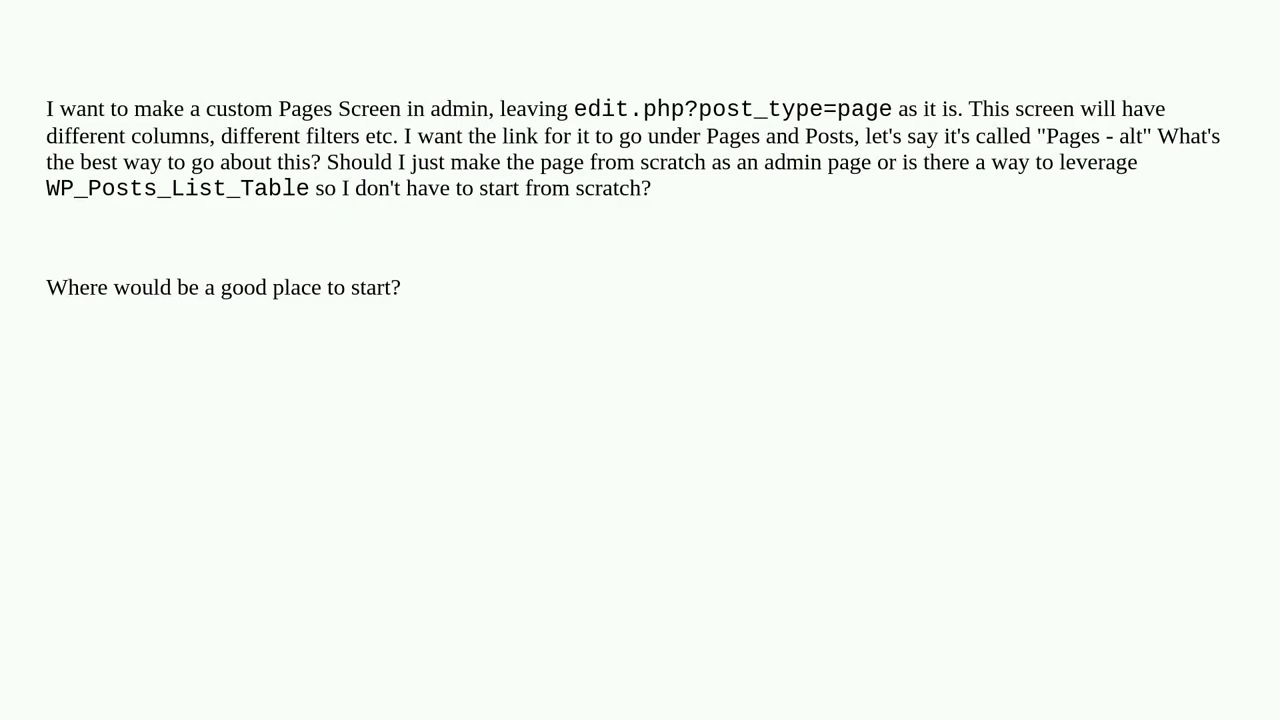 I want to make a custom Pages Screen in admin, leaving edit.php?post_type=page as it is. This screen will have
different columns, different filters etc. I want the link for it to go under Pages and Posts, let's say it's called "Pages - alt" What's
the best way to go about this? Should I just make the page from scratch as an admin page or is there a way to leverage
WP_Posts_List_Table so I don't have to start from scratch?
Where would be a good place to start?